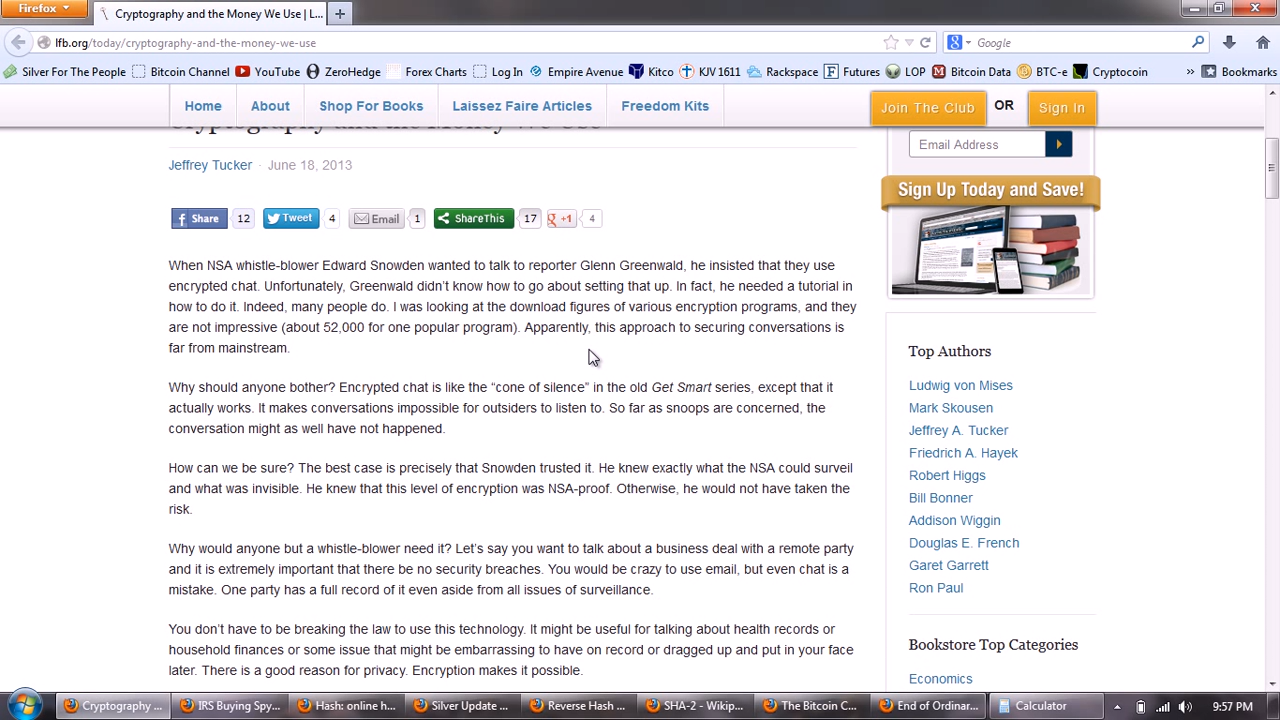 Firefox
Cryptography and the Money We Use | L...
lfb.org/today/cryptography-and-the-money-we-use
Google
Silver For The People
Bitcoin Channel
YouTube
ZeroHedge
Forex Charts
Log In
Empire Avenue
Kitco
KJV 1611
Rackspace
Futures
LOP
Bitcoin Data
BTC-e
Cryptocoin
»
Bookmarks
Home
About
Shop For Books
Laissez Faire Articles
Freedom Kits
Join The Club
OR
Sign In
Cryptography and the Money We Use
Jeffrey Tucker · June 18, 2013
Share 12
Tweet 4
Email 1
ShareThis 17
+1 4
When NSA whistle-blower Edward Snowden wanted to talk to reporter Glenn Greenwald, he insisted that they use
encrypted chat. Unfortunately, Greenwald didn’t know how to go about setting that up. In fact, he needed a tutorial in
how to do it. Indeed, many people do. I was looking at the download figures of various encryption programs, and they
are not impressive (about 52,000 for one popular program). Apparently, this approach to securing conversations is
far from mainstream.
Why should anyone bother? Encrypted chat is like the “cone of silence” in the old Get Smart series, except that it
actually works. It makes conversations impossible for outsiders to listen to. So far as snoops are concerned, the
conversation might as well have not happened.
How can we be sure? The best case is precisely that Snowden trusted it. He knew exactly what the NSA could surveil
and what was invisible. He knew that this level of encryption was NSA-proof. Otherwise, he would not have taken the
risk.
Why would anyone but a whistle-blower need it? Let’s say you want to talk about a business deal with a remote party
and it is extremely important that there be no security breaches. You would be crazy to use email, but even chat is a
mistake. One party has a full record of it even aside from all issues of surveillance.
You don’t have to be breaking the law to use this technology. It might be useful for talking about health records or
household finances or some issue that might be embarrassing to have on record or dragged up and put in your face
later. There is a good reason for privacy. Encryption makes it possible.
Email Address
Sign Up Today and Save!
Top Authors
Ludwig von Mises
Mark Skousen
Jeffrey A. Tucker
Friedrich A. Hayek
Robert Higgs
Bill Bonner
Addison Wiggin
Douglas E. French
Garet Garrett
Ron Paul
Bookstore Top Categories
Economics
Cryptography ...
IRS Buying Spy...
Hash: online h...
Silver Update ...
Reverse Hash ...
SHA-2 - Wikip...
The Bitcoin C...
End of Ordinar...
Calculator
9:57 PM